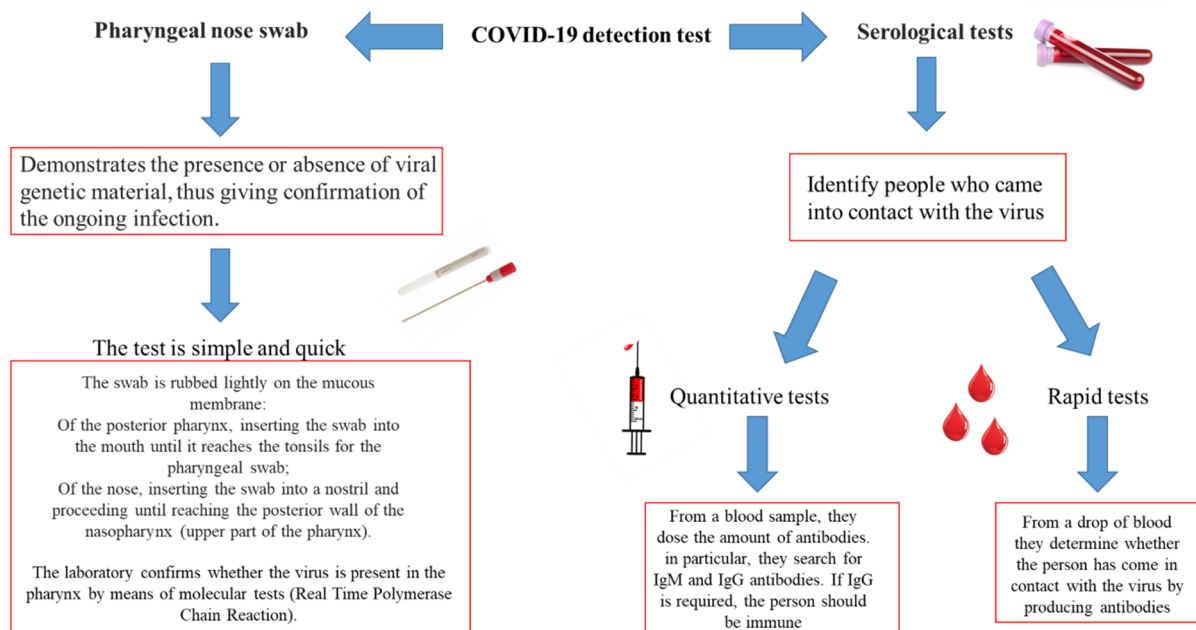 Pharyngeal nose swab
COVID-19 detection test
Serological tests
Demonstrates the presence or absence of viral
genetic material, thus giving confirmation of
the ongoing infection.
Identify people who came
into contact with the virus
The test is simple and quick
The swab is rubbed lightly on the mucous
membrane:
Of the posterior pharynx, inserting the swab into
the mouth until it reaches the tonsils for the
pharyngeal swab;
Of the nose, inserting the swab into a nostril and
proceeding until reaching the posterior wall of the
nasopharynx (upper part of the pharynx).
The laboratory confirms whether the virus is present in the
pharynx by means of molecular tests (Real Time Polymerase
Chain Reaction).
Quantitative tests
Rapid tests
From a blood sample, they
dose the amount of antibodies.
in particular, they search for
IgM and IgG antibodies. If IgG
is required, the person should
be immune
From a drop of blood
they determine whether
the person has come in
contact with the virus by
producing antibodies